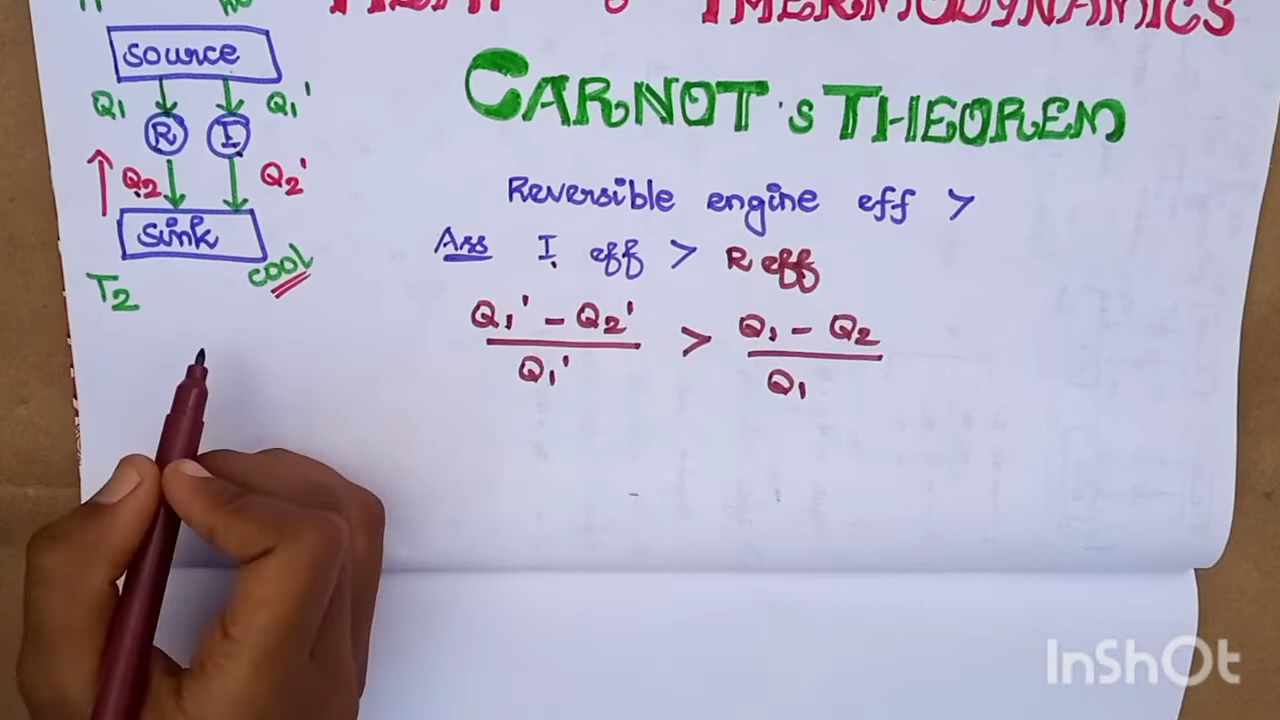 THERMODYNAMICS
CARNOT'S THEOREM
source
Q₁ Q₁'
R I
Q₂ Q₂'
sink
T₂ cool
Reversible engine eff >
Ass I eff > R eff
Q₁' - Q₂' > Q₁ - Q₂
Q₁' Q₁
InShOt